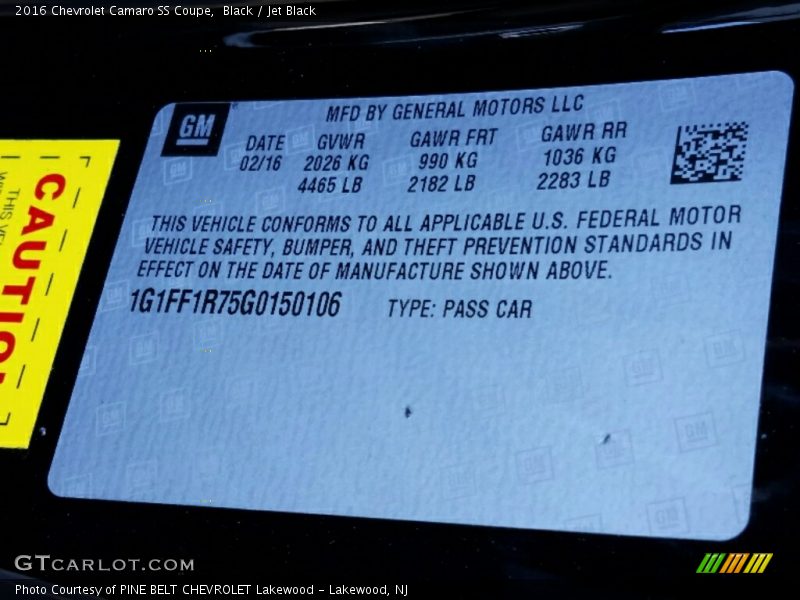 2016 Chevrolet Camaro SS Coupe, Black / Jet Black
GM
MFD BY GENERAL MOTORS LLC
DATE GVWR GAWR FRT GAWR RR
02/16 2026 KG 990 KG 1036 KG
4465 LB 2182 LB 2283 LB
THIS VEHICLE CONFORMS TO ALL APPLICABLE U.S. FEDERAL MOTOR
VEHICLE SAFETY, BUMPER, AND THEFT PREVENTION STANDARDS IN
EFFECT ON THE DATE OF MANUFACTURE SHOWN ABOVE.
1G1FF1R75G0150106 TYPE: PASS CAR
CAUTION
THIS
GTCARLOT.COM
Photo Courtesy of PINE BELT CHEVROLET Lakewood - Lakewood, NJ